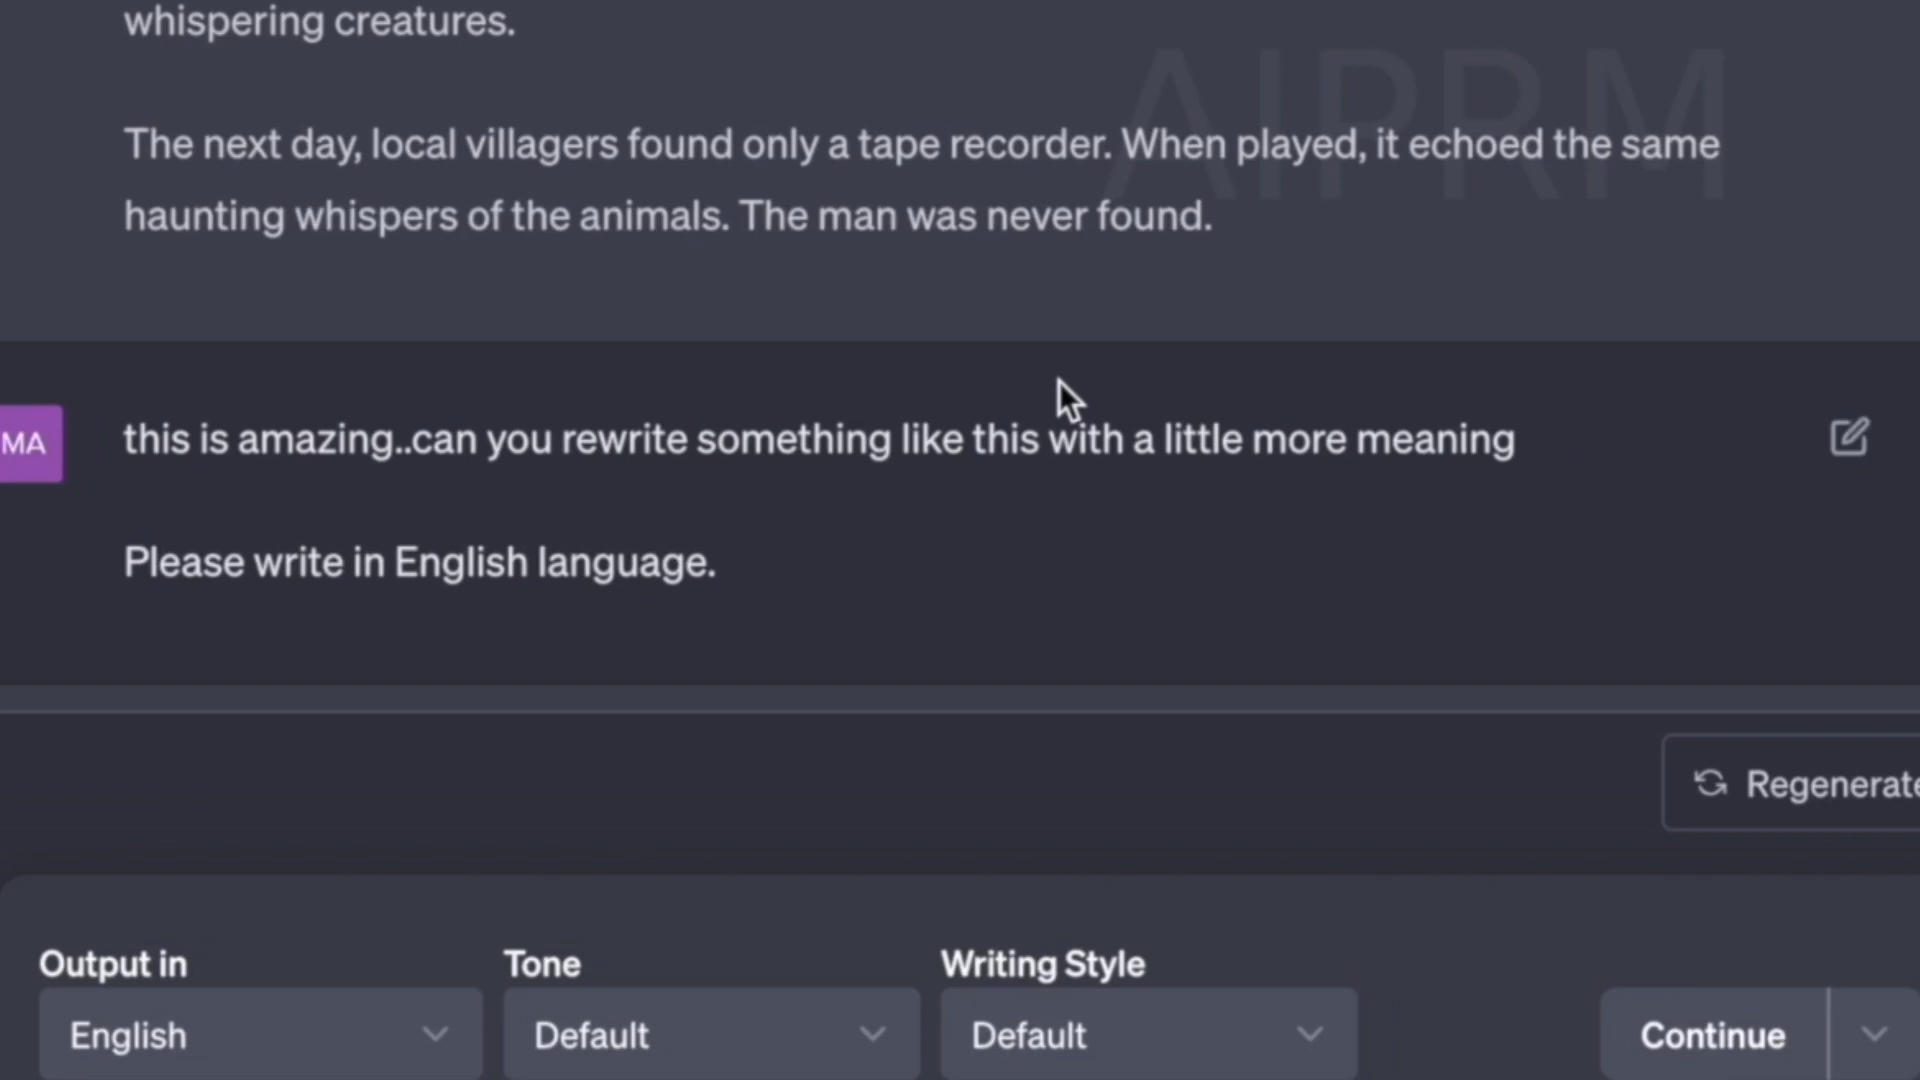 whispering creatures.
AIPRM
The next day, local villagers found only a tape recorder. When played, it echoed the same
haunting whispers of the animals. The man was never found.
MA
this is amazing..can you rewrite something like this with a little more meaning
Please write in English language.
Regenerate
Output in
Tone
Writing Style
English
Default
Default
Continue